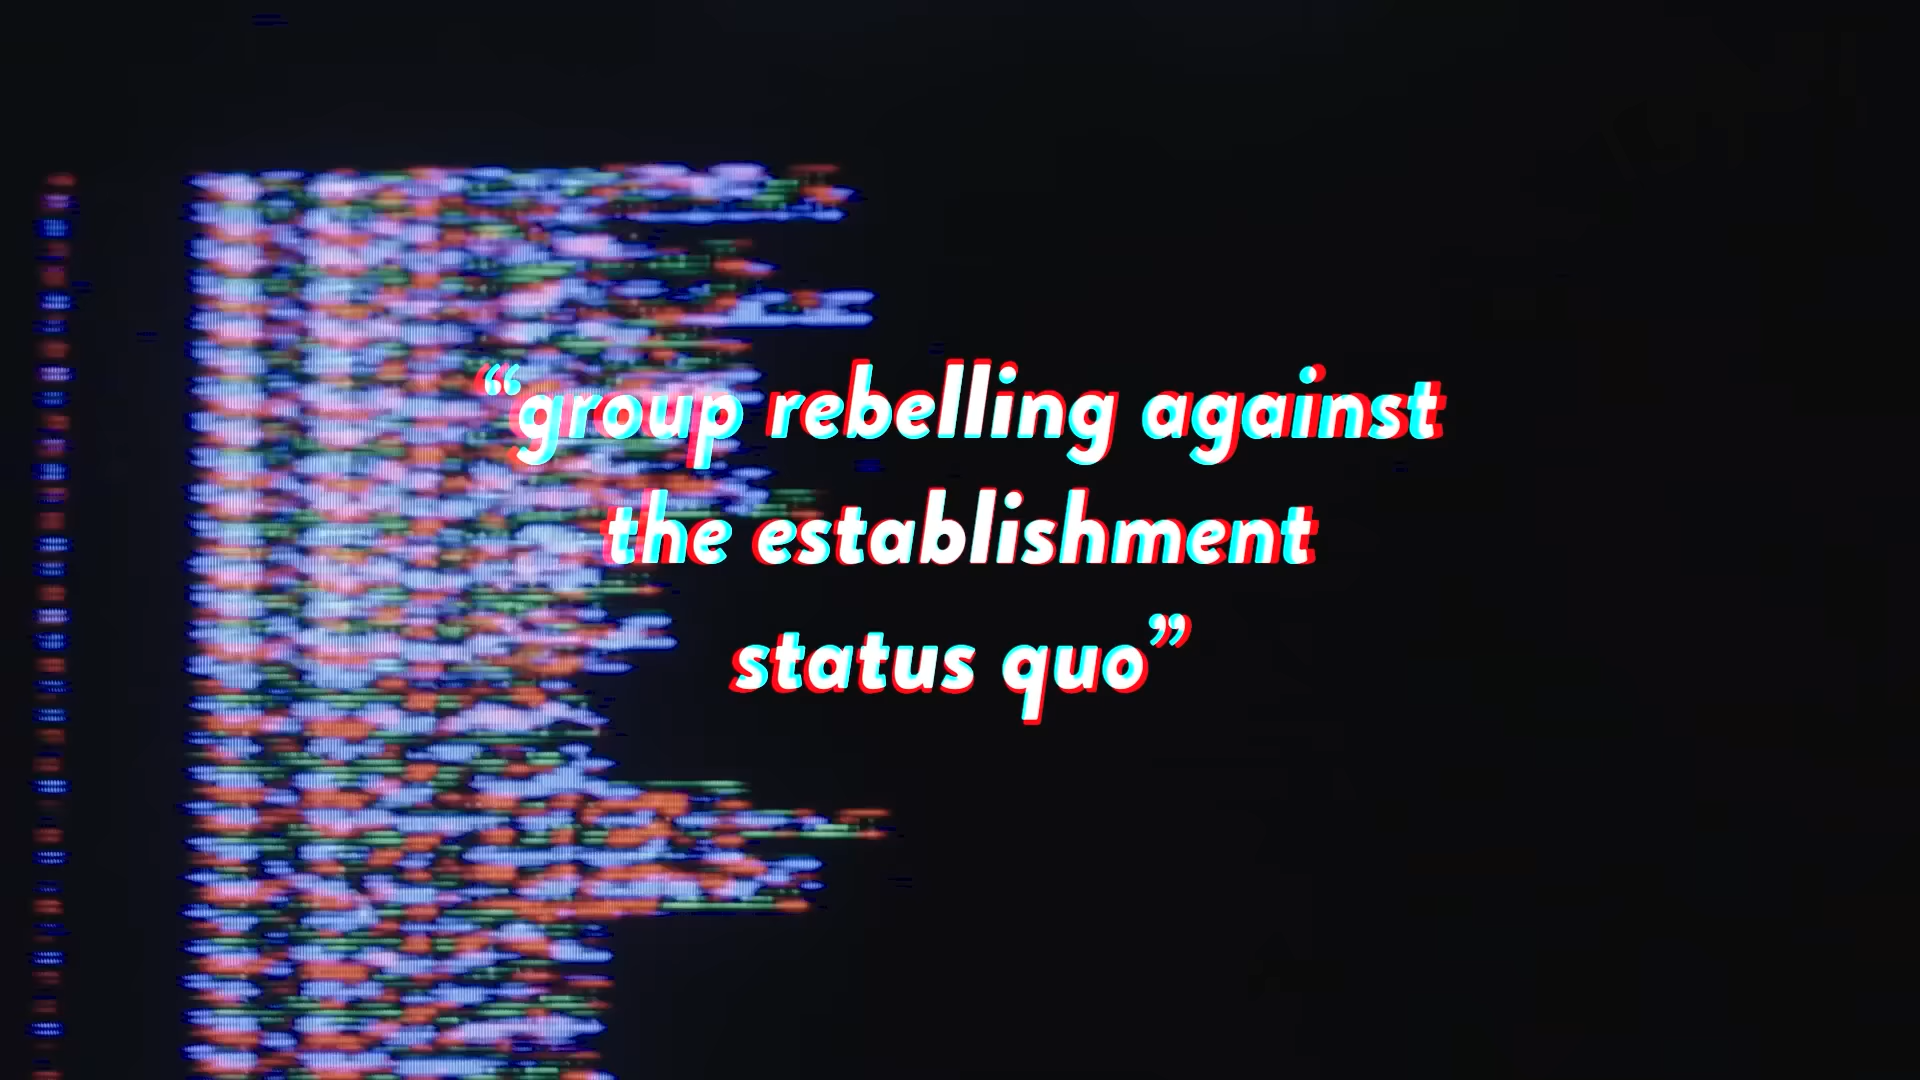 “group rebelling against
the establishment
status quo”